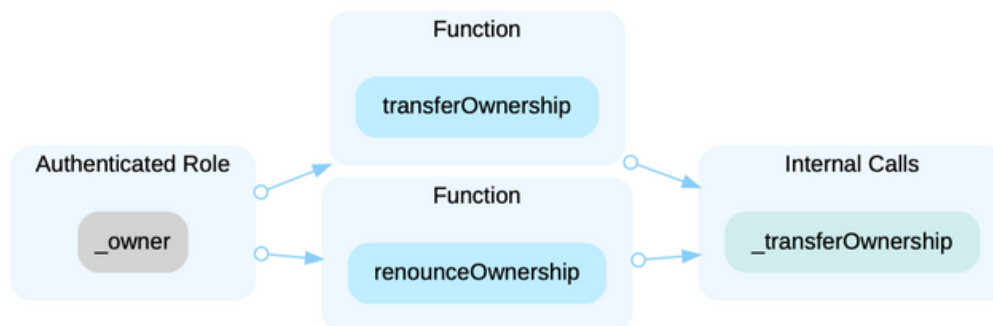 Authenticated Role
_owner
Function
transferOwnership
Function
renounceOwnership
Internal Calls
_transferOwnership